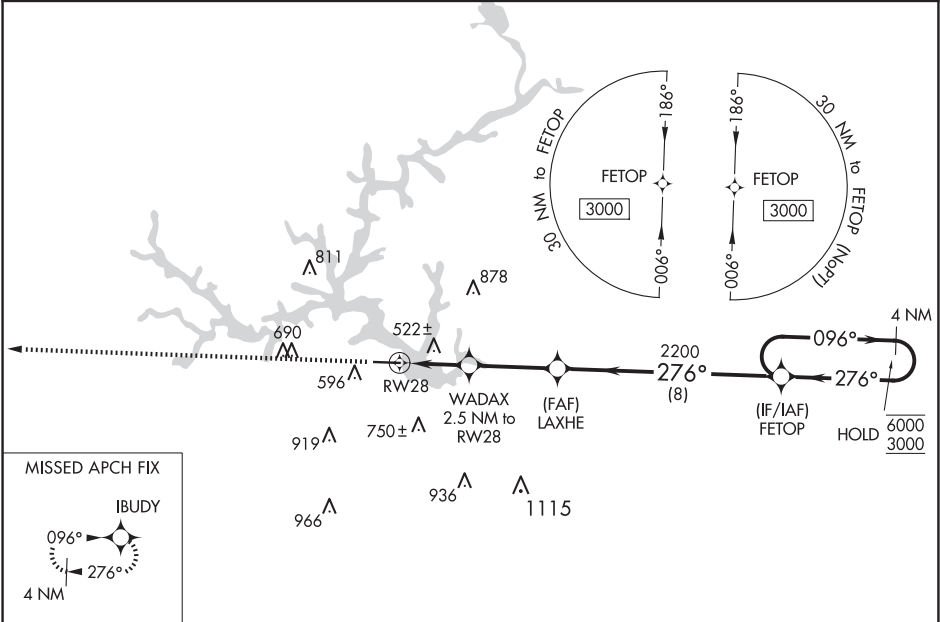 30 NM to FETOP
186°
FETOP
3000
006°
30 NM to FETOP (NoPT)
186°
FETOP
3000
006°
811
878
690
522±
596
RW28
WADAX
2.5 NM to
RW28
(FAF)
LAXHE
2200
276°
(8)
096°
4 NM
276°
(IF/IAF)
FETOP
HOLD
6000
3000
919
750±
936
1115
966
MISSED APCH FIX
IBUDY
096°
276°
4 NM